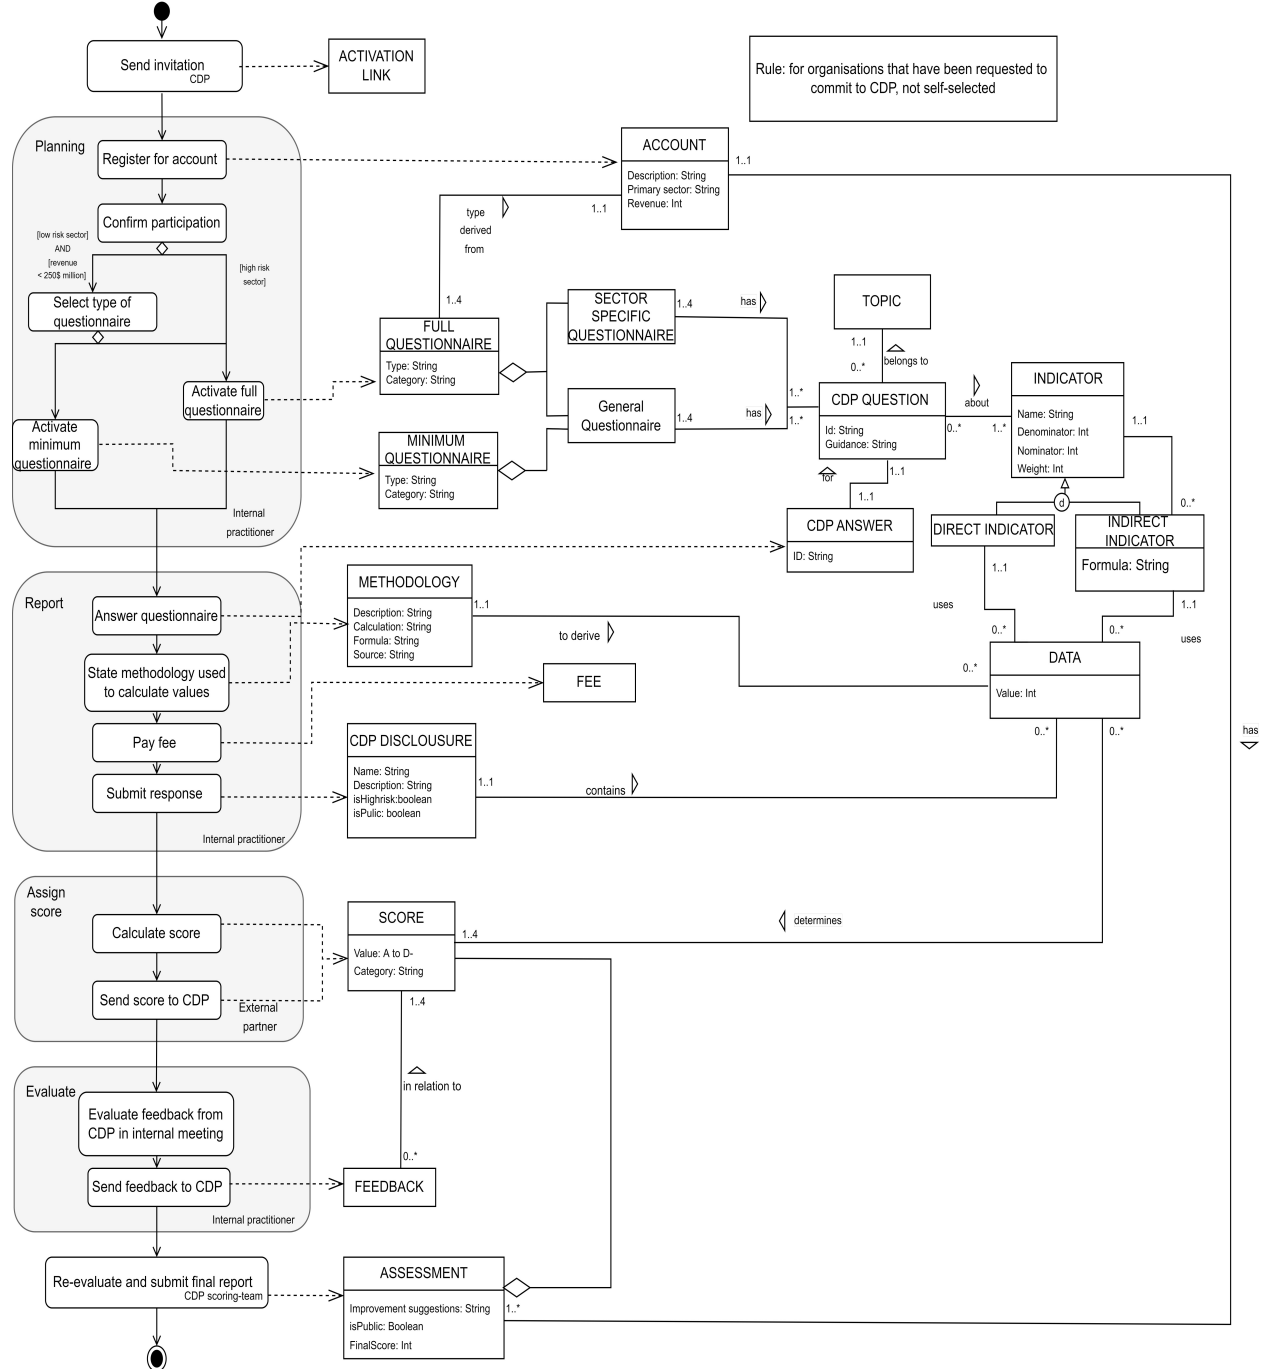 Send invitation
CDP
ACTIVATION
LINK
Rule: for organisations that have been requested to
commit to CDP, not self-selected
Planning
Register for account
Confirm participation
[low risk sector]
AND
[revenue
< 250$ million]
[high risk
sector]
Select type of
questionnaire
Activate full
questionnaire
Activate
minimum
questionnaire
Internal
practitioner
ACCOUNT
Description: String
Primary sector: String
Revenue: Int
1..1
1..1
type
derived
from
1..4
FULL
QUESTIONNAIRE
Type: String
Category: String
MINIMUM
QUESTIONNAIRE
Type: String
Category: String
SECTOR
SPECIFIC
QUESTIONNAIRE
1..4
has
General
Questionnaire
1..4
has
1..*
1..*
TOPIC
1..1
0..*
belongs to
CDP QUESTION
Id: String
Guidance: String
0..*
about
1..*
for
1..1
1..1
CDP ANSWER
ID: String
INDICATOR
Name: String
Denominator: Int
Nominator: Int
Weight: Int
1..1
0..*
d
DIRECT INDICATOR
INDIRECT
INDICATOR
Formula: String
1..1
uses
0..*
1..1
uses
0..*
DATA
Value: Int
0..*
0..*
0..*
has
Report
Answer questionnaire
State methodology used
to calculate values
Pay fee
Submit response
Internal practitioner
METHODOLOGY
Description: String
Calculation: String
Formula: String
Source: String
1..1
to derive
FEE
CDP DISCLOUSURE
Name: String
Description: String
isHighrisk:boolean
isPulic: boolean
1..1
contains
Assign
score
Calculate score
Send score to CDP
External
partner
SCORE
Value: A to D-
Category: String
1..4
determines
1..4
in relation to
0..*
Evaluate
Evaluate feedback from
CDP in internal meeting
Send feedback to CDP
Internal practitioner
FEEDBACK
Re-evaluate and submit final report
CDP scoring-team
ASSESSMENT
Improvement suggestions: String
isPublic: Boolean
FinalScore: Int
1..*